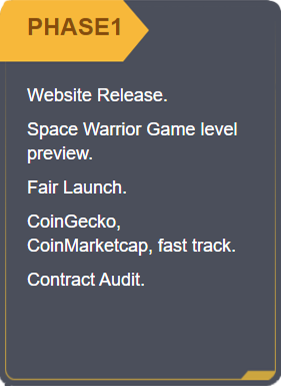 PHASE1
Website Release.
Space Warrior Game level
preview.
Fair Launch.
CoinGecko,
CoinMarketcap, fast track.
Contract Audit.